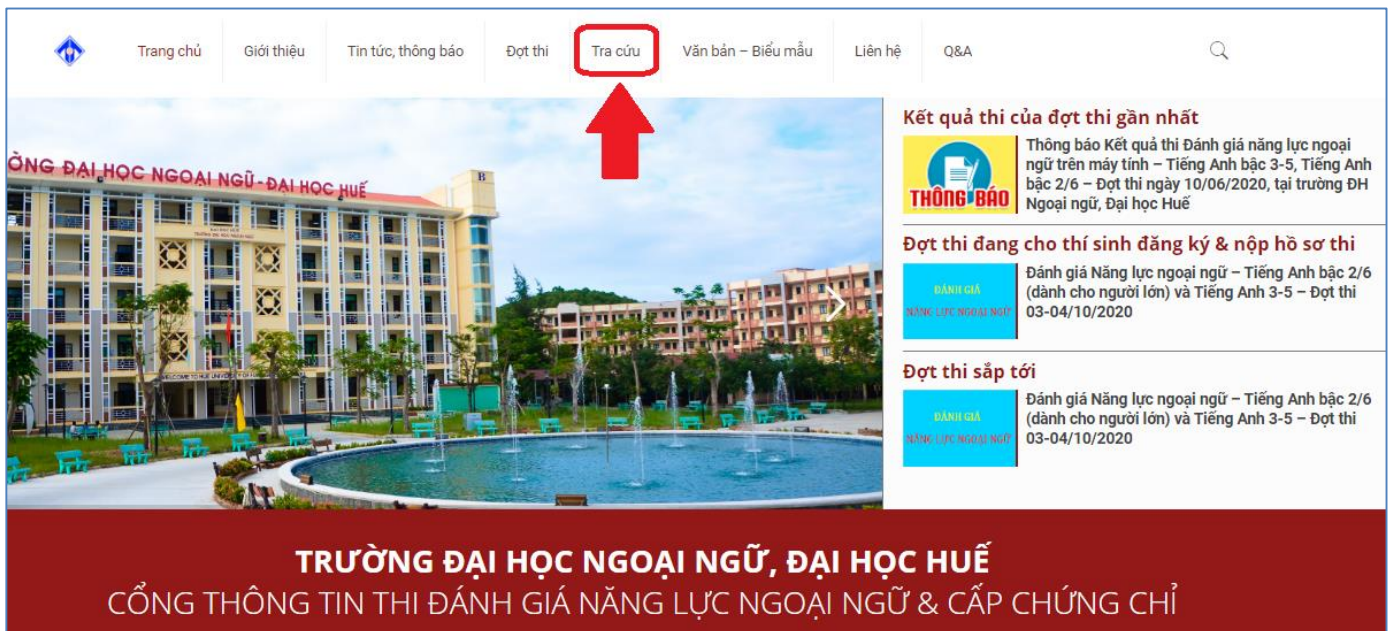 Trang chủ Giới thiệu Tin tức, thông báo Đợt thi Tra cứu Văn bản – Biểu mẫu Liên hệ Q&A
ỜNG ĐẠI HỌC NGOẠI NGỮ - ĐẠI HỌC HUẾ
B
Kết quả thi của đợt thi gần nhất
THÔNG BÁO
Thông báo Kết quả thi Đánh giá năng lực ngoại
ngữ trên máy tính – Tiếng Anh bậc 3-5, Tiếng Anh
bậc 2/6 – Đợt thi ngày 10/06/2020, tại trường ĐH
Ngoại ngữ, Đại học Huế
Đợt thi đang cho thí sinh đăng ký & nộp hồ sơ thi
ĐÁNH GIÁ
NĂNG LỰC NGOẠI NGỮ
Đánh giá Năng lực ngoại ngữ – Tiếng Anh bậc 2/6
(dành cho người lớn) và Tiếng Anh 3-5 – Đợt thi
03-04/10/2020
Đợt thi sắp tới
ĐÁNH GIÁ
NĂNG LỰC NGOẠI NGỮ
Đánh giá Năng lực ngoại ngữ – Tiếng Anh bậc 2/6
(dành cho người lớn) và Tiếng Anh 3-5 – Đợt thi
03-04/10/2020
TRƯỜNG ĐẠI HỌC NGOẠI NGỮ, ĐẠI HỌC HUẾ
CỔNG THÔNG TIN THI ĐÁNH GIÁ NĂNG LỰC NGOẠI NGỮ & CẤP CHỨNG CHỈ